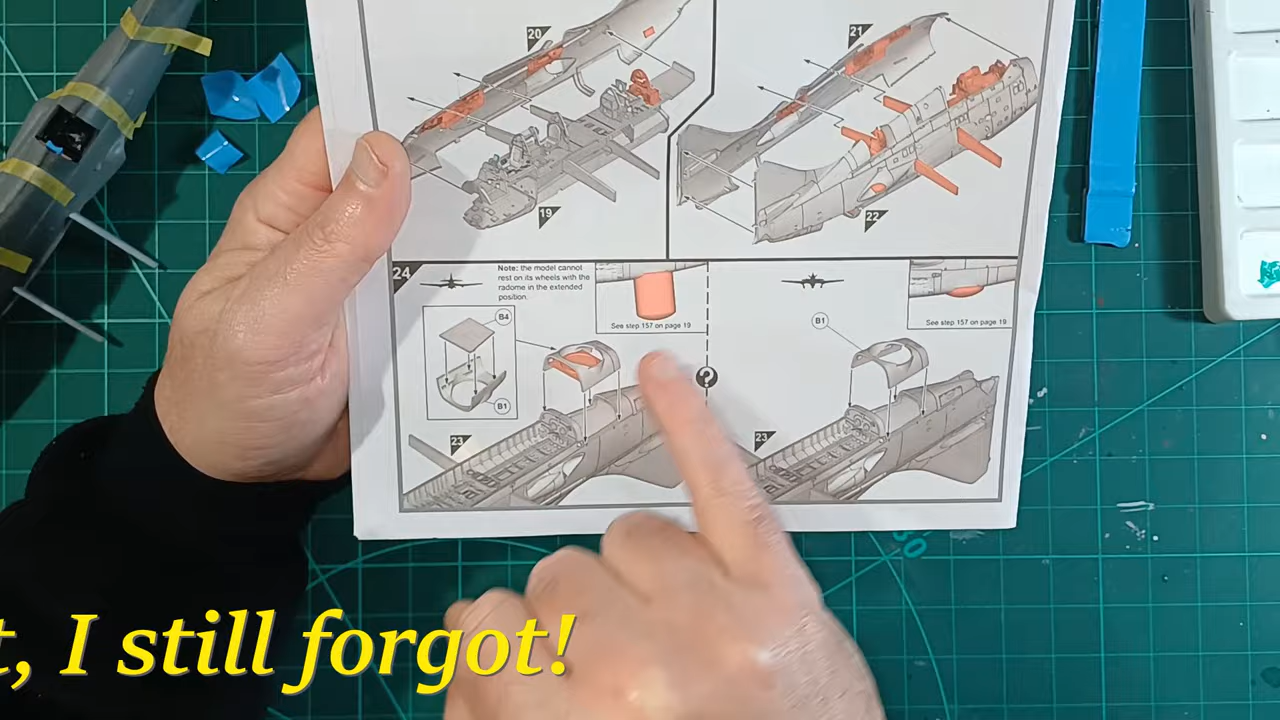 20
21
19
22
24
Note: the model cannot
rest on its wheels with the
radome in the extended
position.
See step 157 on page 19
See step 157 on page 19
B4
B1
B1
?
23
23
30
t, I still forgot!